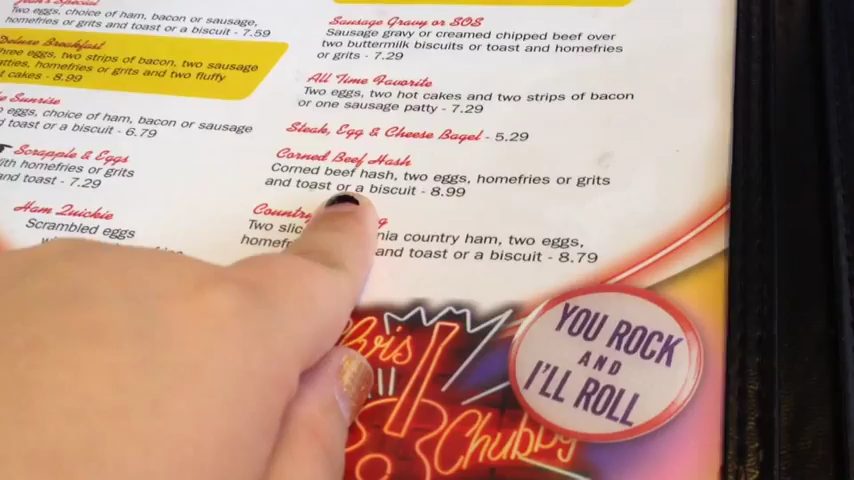 Special
Two eggs, choice of ham, bacon or sausage,
homefries or grits and toast or a biscuit - 7.59
Deluxe Breakfast
three eggs, two strips of bacon, two sausage
patties, homefries or grits and two fluffy
cakes - 8.99
Sunrise
eggs, choice of ham, bacon or sausage
d toast or a biscuit - 6.79
Scrapple & Eggs
with homefries or grits
and toast - 7.29
Ham Quickie
Scrambled eggs
Sausage Gravy or SOS
Sausage gravy or creamed chipped beef over
two buttermilk biscuits or toast and homefries
or grits - 7.29
All Time Favorite
Two eggs, two hot cakes and two strips of bacon
or one sausage patty - 7.29
Steak, Egg & Cheese Bagel - 5.29
Corned Beef Hash
Corned beef hash, two eggs, homefries or grits
and toast or a biscuit - 8.99
Country
Two country ham, two eggs,
and toast or a biscuit - 8.79
YOU ROCK
AND
I'LL ROLL
Chubby